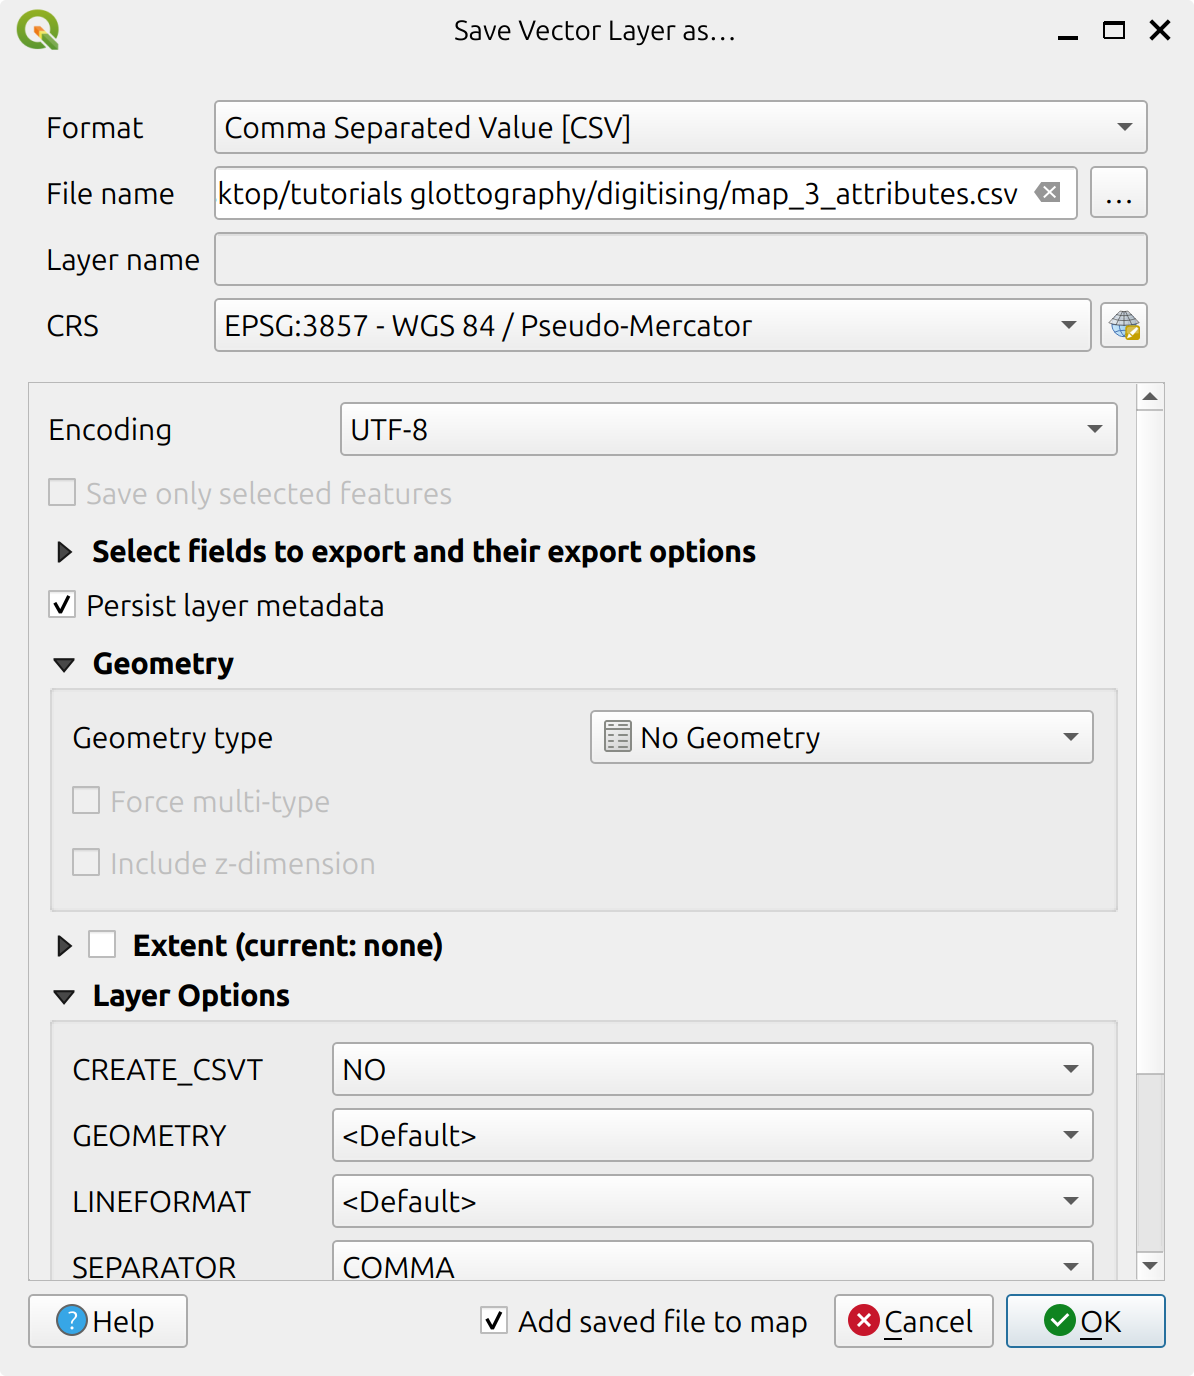 Save Vector Layer as…
Format Comma Separated Value [CSV]
File name ktop/tutorials glottography/digitising/map_3_attributes.csv …
Layer name
CRS EPSG:3857 - WGS 84 / Pseudo-Mercator
Encoding UTF-8
Save only selected features
Select fields to export and their export options
Persist layer metadata
Geometry
Geometry type No Geometry
Force multi-type
Include z-dimension
Extent (current: none)
Layer Options
CREATE_CSVT NO
GEOMETRY <Default>
LINEFORMAT <Default>
SEPARATOR COMMA
Help Add saved file to map Cancel OK